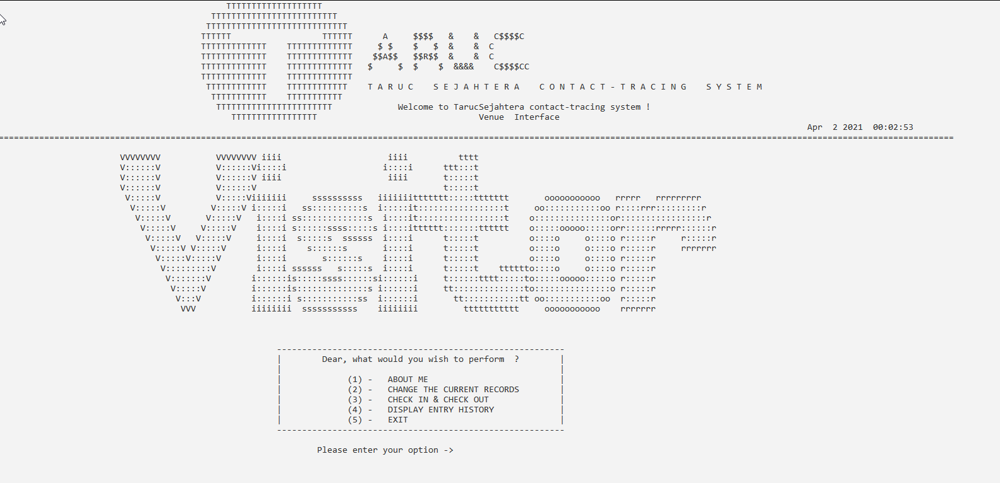 TARUC SEJAHTERA CONTACT-TRACING SYSTEM
Welcome to TarucSejahtera contact-tracing system !
Venue Interface
Apr 2 2021 00:02:53
Visitor
Dear, what would you wish to perform ?
(1) - ABOUT ME
(2) - CHANGE THE CURRENT RECORDS
(3) - CHECK IN & CHECK OUT
(4) - DISPLAY ENTRY HISTORY
(5) - EXIT
Please enter your option ->